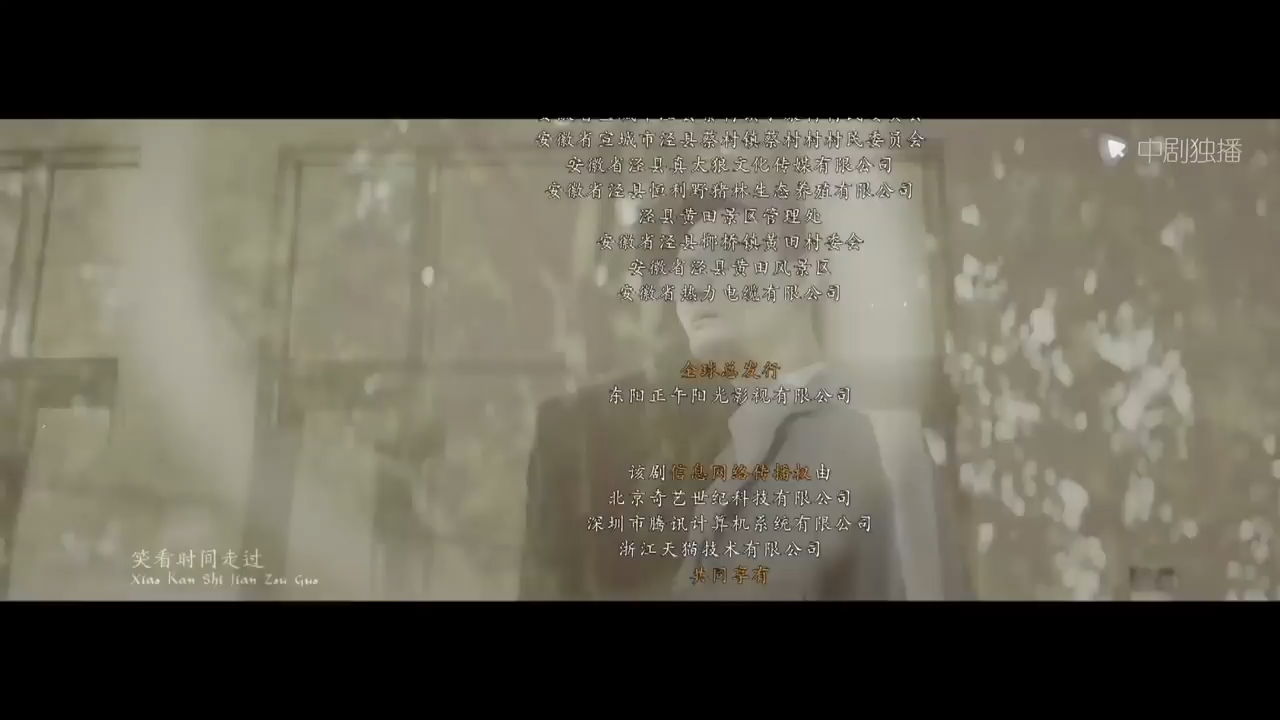 安徽省宣城市泾县蔡村镇蔡村村村民委员会
安徽省泾县真太狼文化传媒有限公司
安徽省泾县恒利野猪林生态养殖有限公司
泾县黄田景区管理处
安徽省泾县榔桥镇黄田村委会
安徽省泾县黄田风景区
安徽省热力电缆有限公司
全球总发行
东阳正午阳光影视有限公司
该剧信息网络传播权由
北京奇艺世纪科技有限公司
深圳市腾讯计算机系统有限公司
浙江天猫技术有限公司
共同享有
中剧独播
笑看时间走过
Xiao Kan Shi Jian Zou Guo